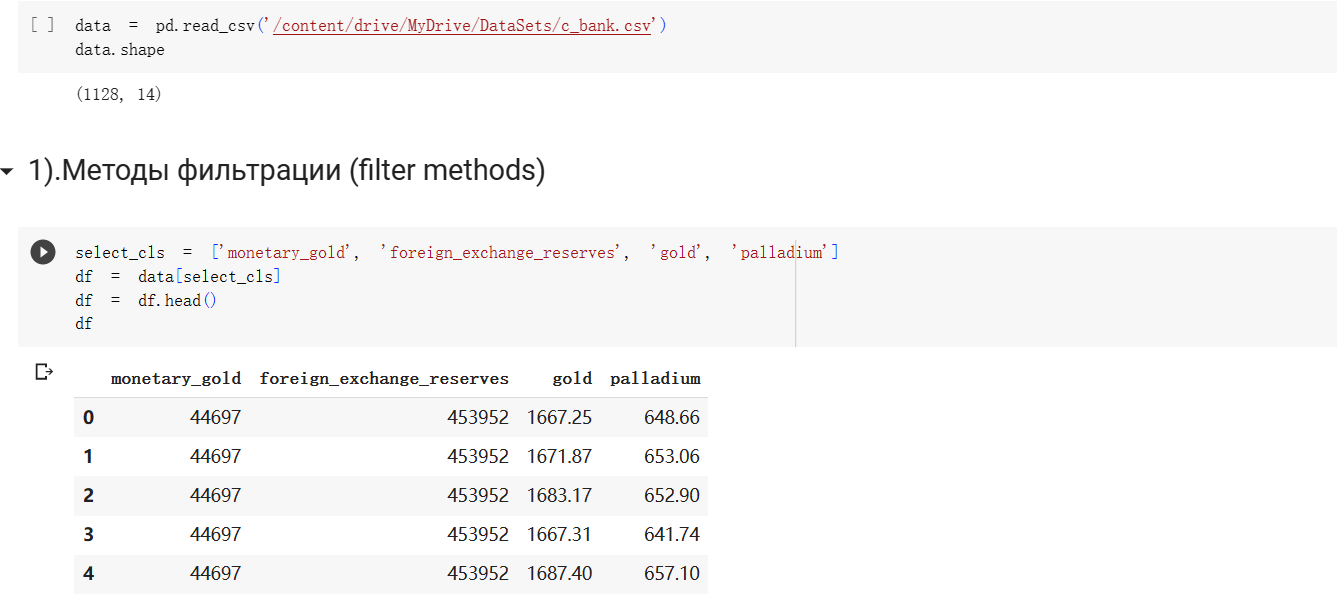 [ ] data = pd.read_csv('/content/drive/MyDrive/DataSets/c_bank.csv')
data.shape
(1128, 14)
1).Методы фильтрации (filter methods)
select_cls = ['monetary_gold', 'foreign_exchange_reserves', 'gold', 'palladium']
df = data[select_cls]
df = df.head()
df
monetary_gold foreign_exchange_reserves gold palladium
0 44697 453952 1667.25 648.66
1 44697 453952 1671.87 653.06
2 44697 453952 1683.17 652.90
3 44697 453952 1667.31 641.74
4 44697 453952 1687.40 657.10